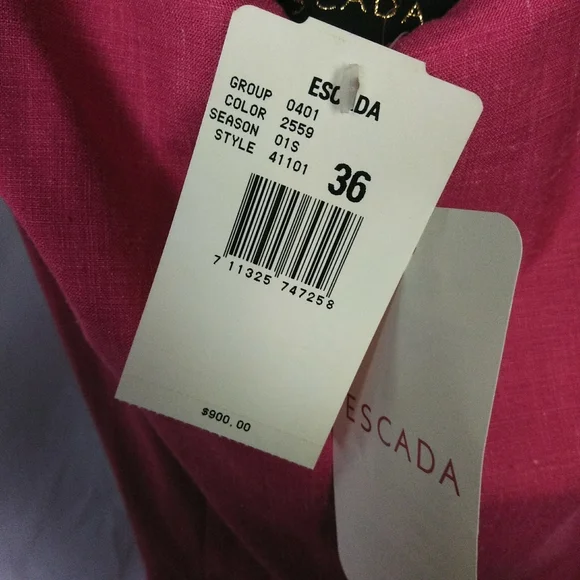 ESCADA
ESCADA
GROUP 0401
COLOR 2559
SEASON 01S
STYLE 41101
36
7 11325 747258
$900.00
ESCADA